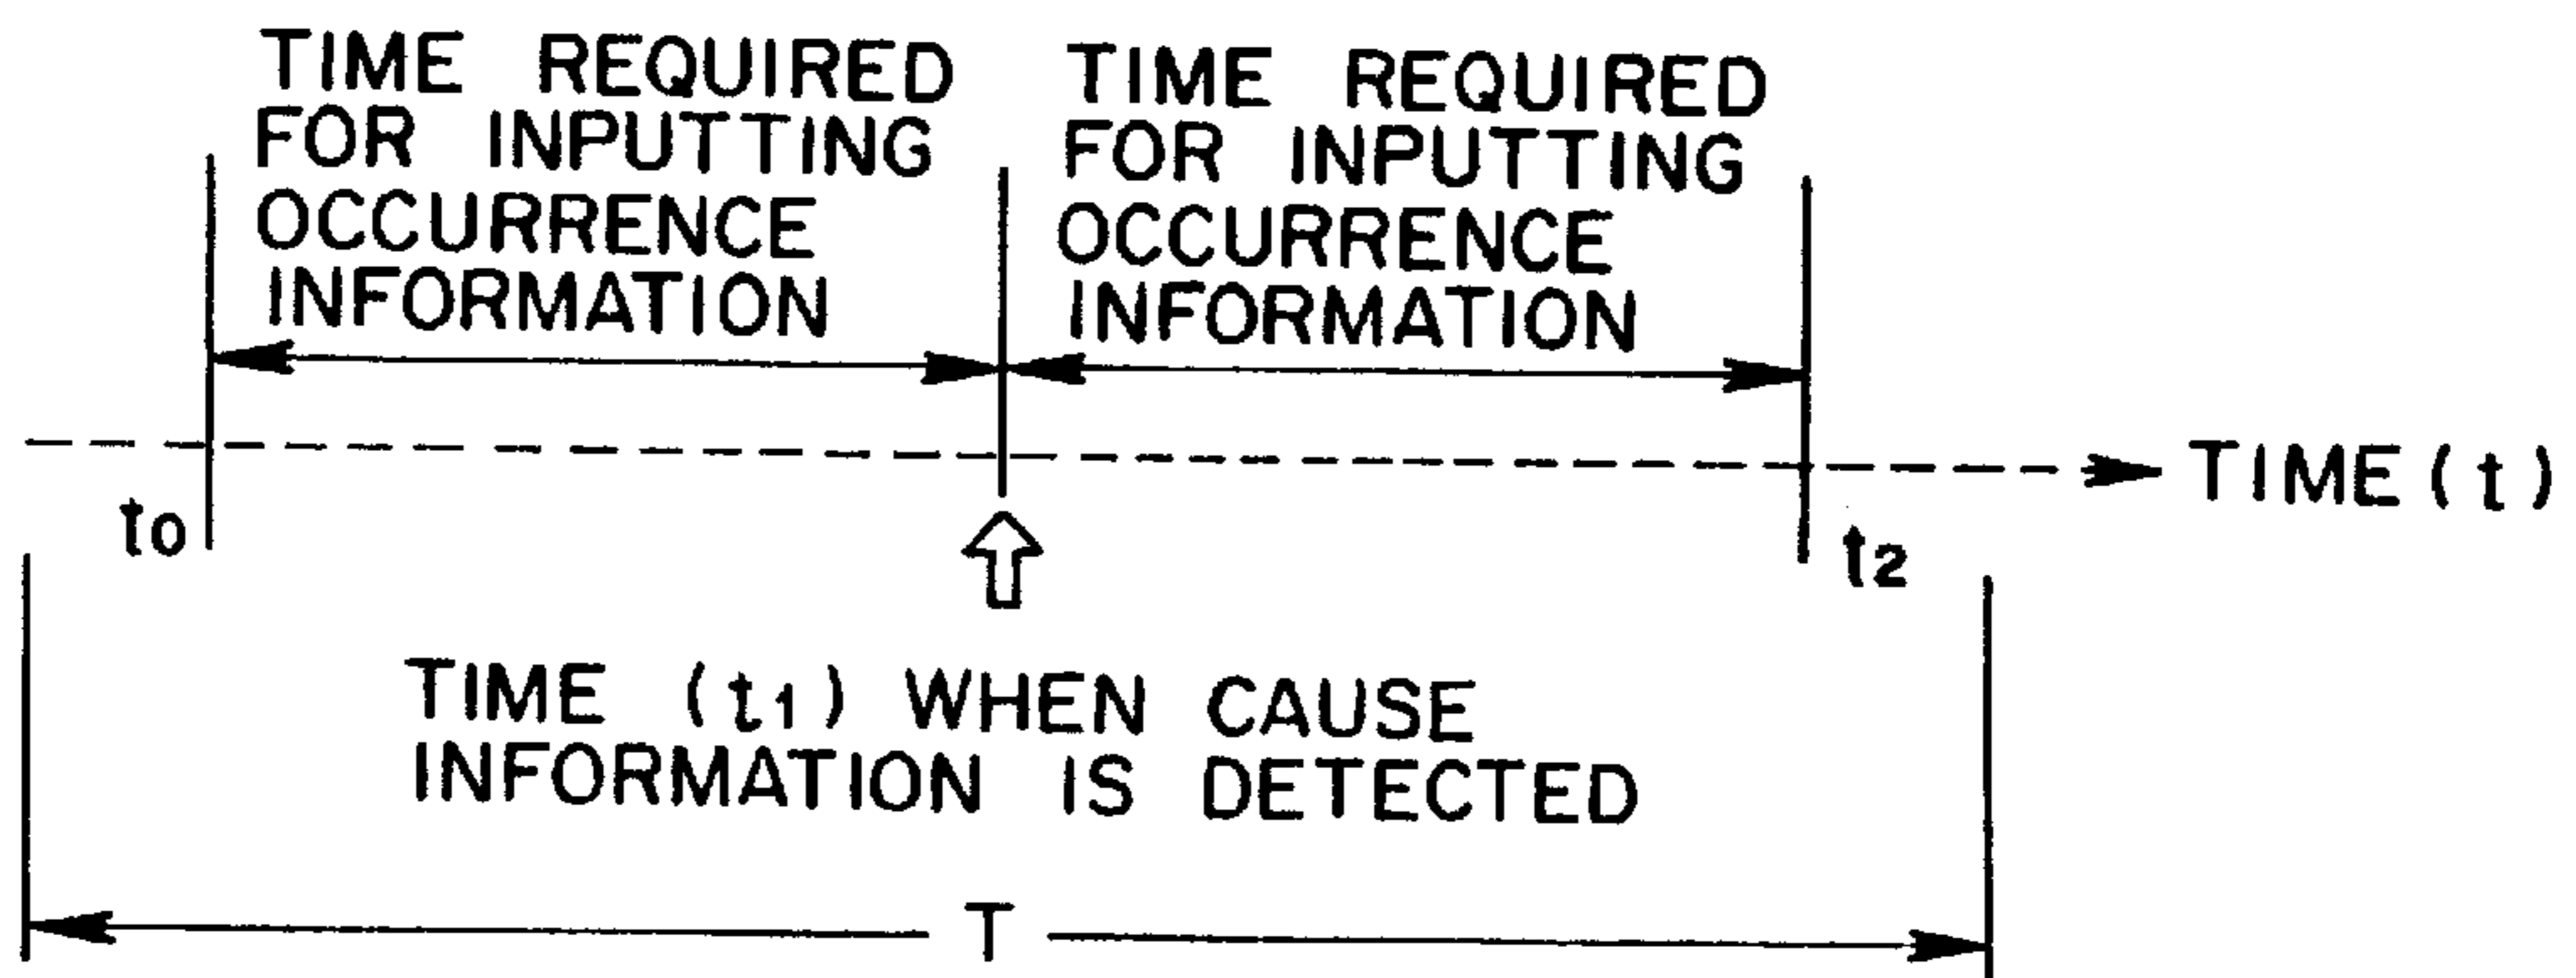 TIME REQUIRED
FOR INPUTTING
OCCURRENCE
INFORMATION
TIME REQUIRED
FOR INPUTTING
OCCURRENCE
INFORMATION
TIME (t)
t0
t2
TIME (t1) WHEN CAUSE
INFORMATION IS DETECTED
T